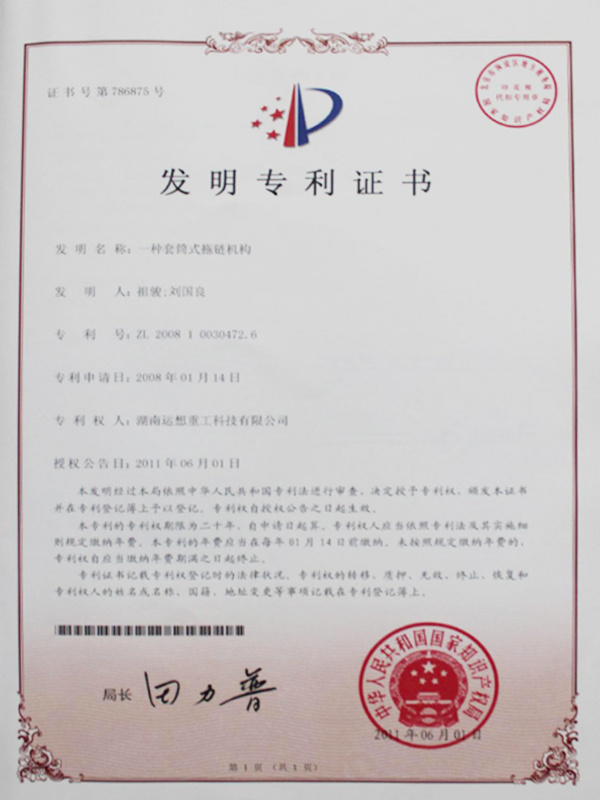 证书号第786875号
印花税
代扣专用章
国家知识产权局
发明专利证书
发明名称：一种套筒式拖链机构
发明人：祖骏;刘国良
专利号：ZL 2008 1 0030472.6
专利申请日：2008年01月14日
专利权人：湖南运想重工科技有限公司
授权公告日：2011年06月01日
本发明经过本局依照中华人民共和国专利法进行审查，决定授予专利权，颁发本证书
并在专利登记簿上予以登记。专利权自授权公告之日起生效。
本专利的专利权期限为二十年，自申请日起算。专利权人应当依照专利法及其实施细
则规定缴纳年费。本专利的年费应当在每年01月14日前缴纳。未按照规定缴纳年费的，
专利权自应当缴纳年费期满之日起终止。
专利证书记载专利权登记时的法律状况。专利权的转移、质押、无效、终止、恢复和
专利权人的姓名或名称、国籍、地址变更等事项记载在专利登记簿上。
局长 田力普
中华人民共和国国家知识产权局
2011年06月01日
第1页（共1页）